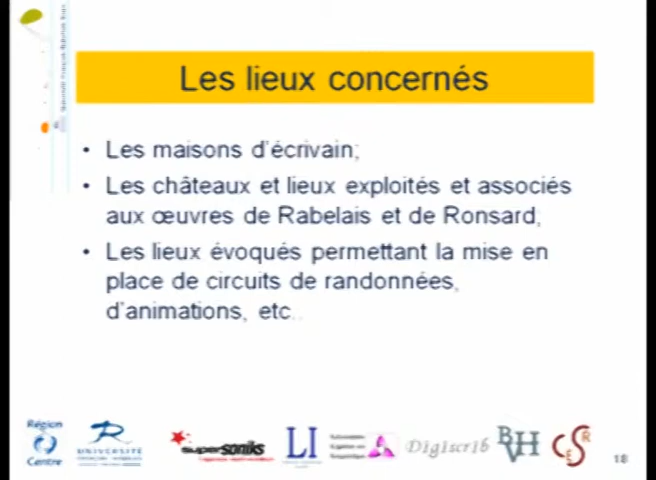 Les lieux concernés
• Les maisons d'écrivain;
• Les châteaux et lieux exploités et associés
aux œuvres de Rabelais et de Ronsard;
• Les lieux évoqués permettant la mise en
place de circuits de randonnées,
d'animations, etc..
Région
Centre
UNIVERSITÉ
supersoniks
LI
Digiscrib
BVH
CESR
18